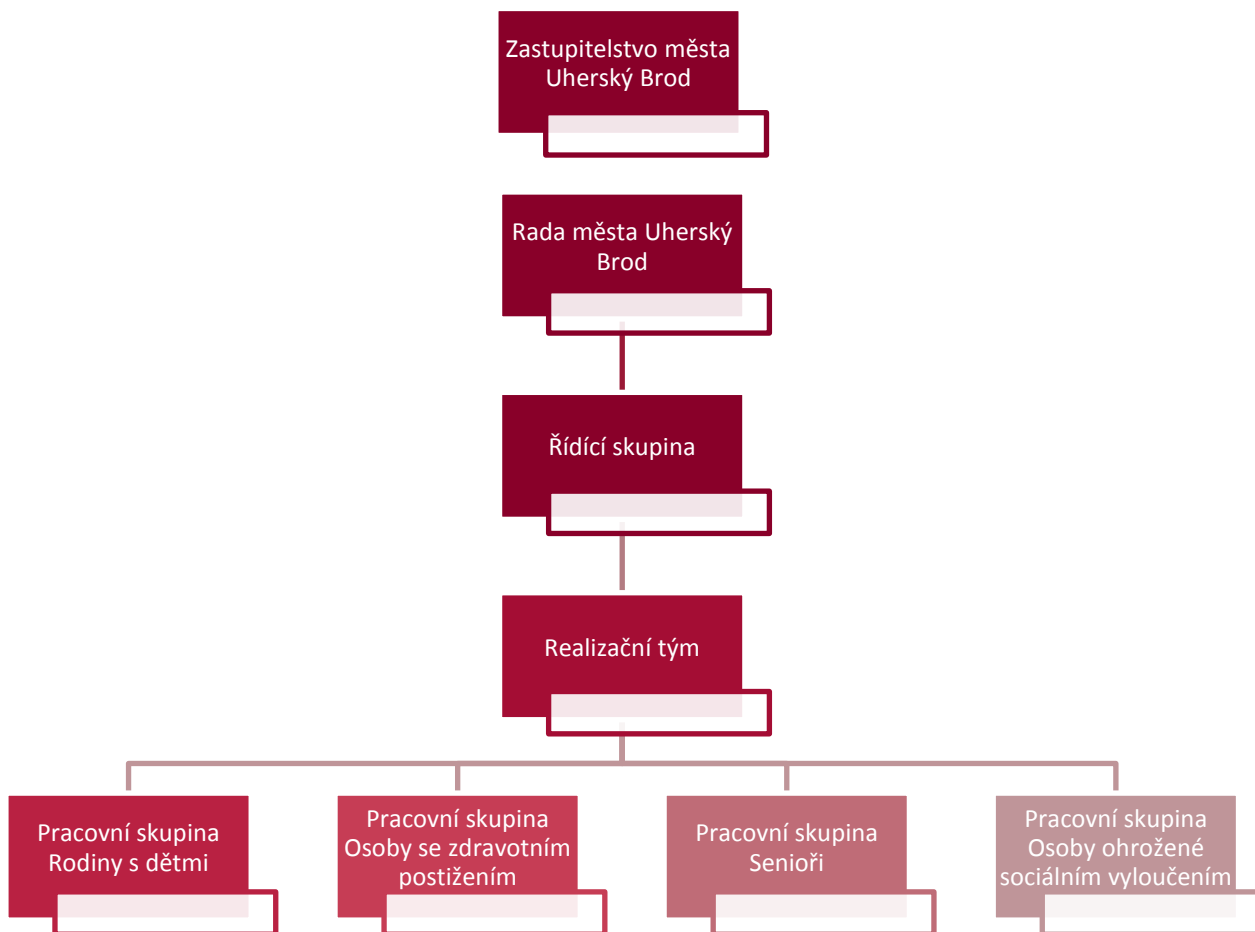 Zastupitelstvo města
Uherský Brod
Rada města Uherský
Brod
Řídící skupina
Realizační tým
Pracovní skupina
Rodiny s dětmi
Pracovní skupina
Osoby se zdravotním
postižením
Pracovní skupina
Senioři
Pracovní skupina
Osoby ohrožené
sociálním vyloučením